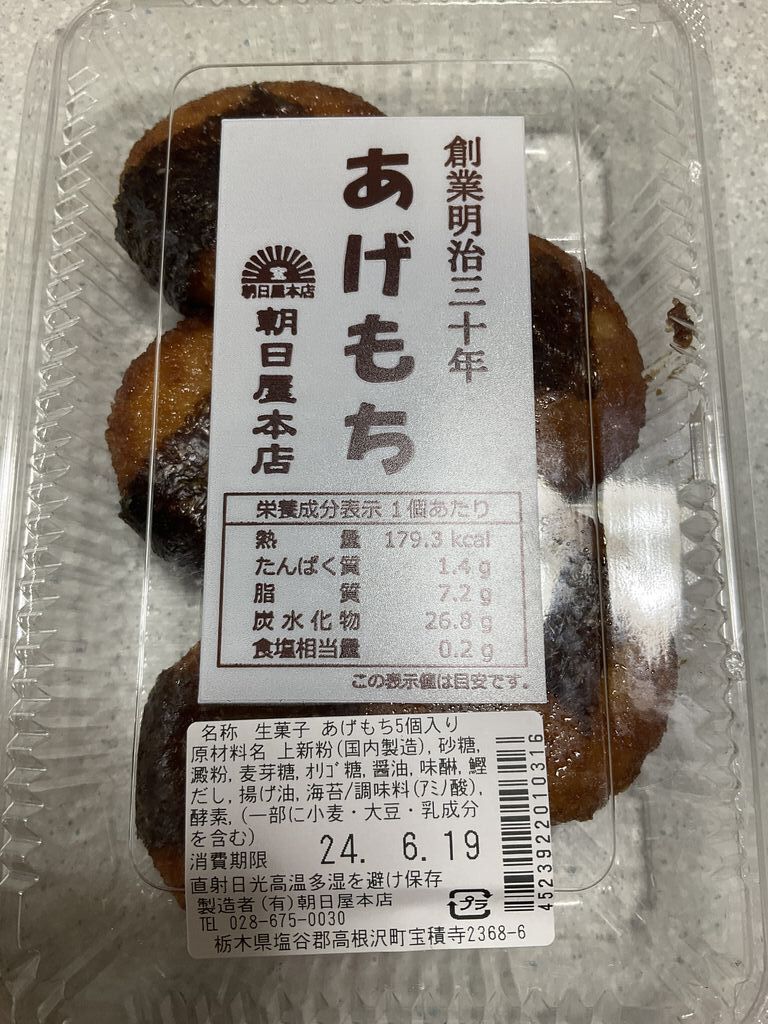 創業明治三十年
あげもち
朝日屋本店
朝日屋本店
栄養成分表示 1個あたり
熱量 179.3 kcal
たんぱく質 1.4 g
脂質 7.2 g
炭水化物 26.8 g
食塩相当量 0.2 g
この表示値は目安です。
名称 生菓子 あげもち5個入り
原材料名 上新粉(国内製造), 砂糖,
澱粉, 麦芽糖, ｵﾘｺﾞ糖, 醤油, 味醂, 鰹
だし, 揚げ油, 海苔/調味料(ｱﾐﾉ酸),
酵素, (一部に小麦・大豆・乳成分
を含む)
消費期限 24. 6.19
直射日光高温多湿を避け保存
製造者 (有)朝日屋本店
TEL 028-675-0030
栃木県塩谷郡高根沢町宝積寺2368-6
プラ
4523922010316